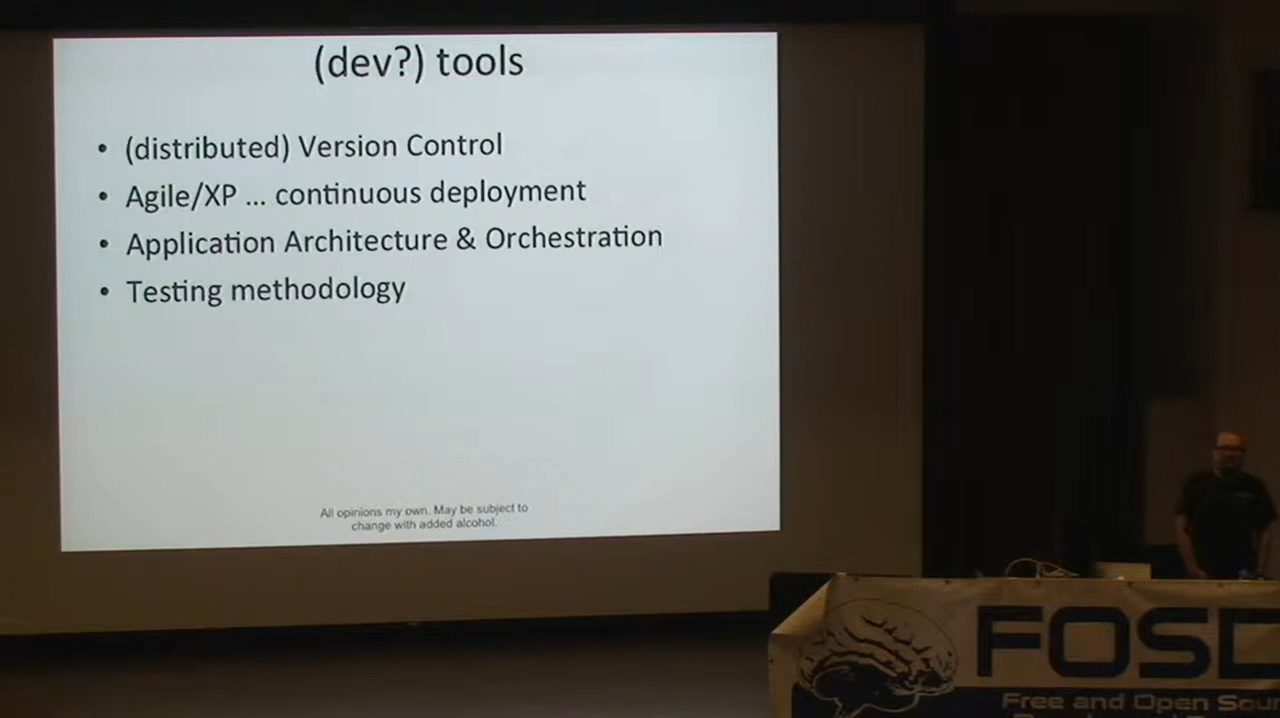 (dev?) tools
• (distributed) Version Control
• Agile/XP ... continuous deployment
• Application Architecture & Orchestration
• Testing methodology
All opinions my own. May be subject to
change with added alcohol.
FOSD
Free and Open Sour